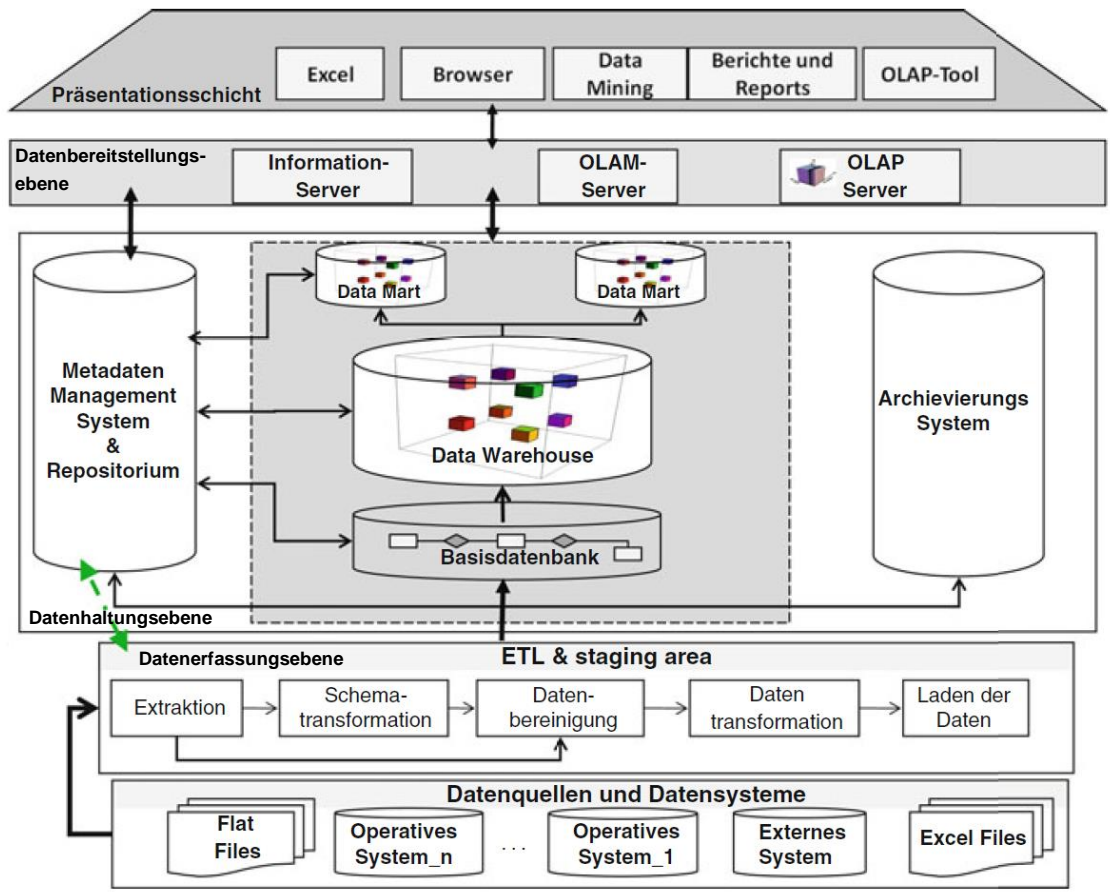 Excel
Browser
Data
Mining
Berichte und
Reports
OLAP-Tool
Präsentationsschicht
Datenbereitstellungs-
ebene
Information-
Server
OLAM-
Server
OLAP
Server
Data Mart
Data Mart
Metadaten
Management
System
&
Repositorium
Data Warehouse
Archievierungs
System
Basisdatenbank
Datenhaltungsebene
Datenerfassungsebene
ETL & staging area
Extraktion
Schema-
transformation
Daten-
bereinigung
Daten
transformation
Laden der
Daten
Datenquellen und Datensysteme
Flat
Files
Operatives
System_n
. . .
Operatives
System_1
Externes
System
Excel Files